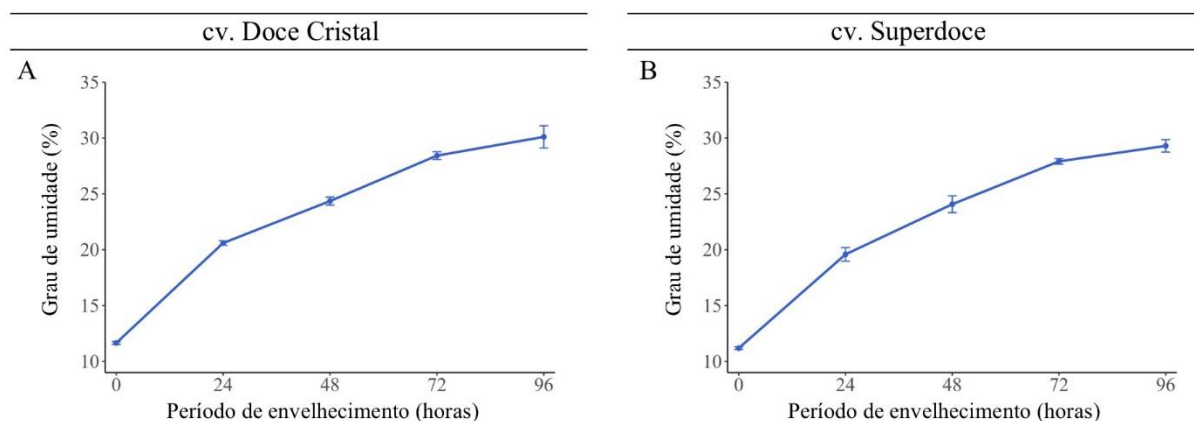 cv. Doce Cristal
A
Grau de umidade (%)
35
30
25
20
15
10
0 24 48 72 96
Período de envelhecimento (horas)
cv. Superdoce
B
Grau de umidade (%)
35
30
25
20
15
10
0 24 48 72 96
Período de envelhecimento (horas)